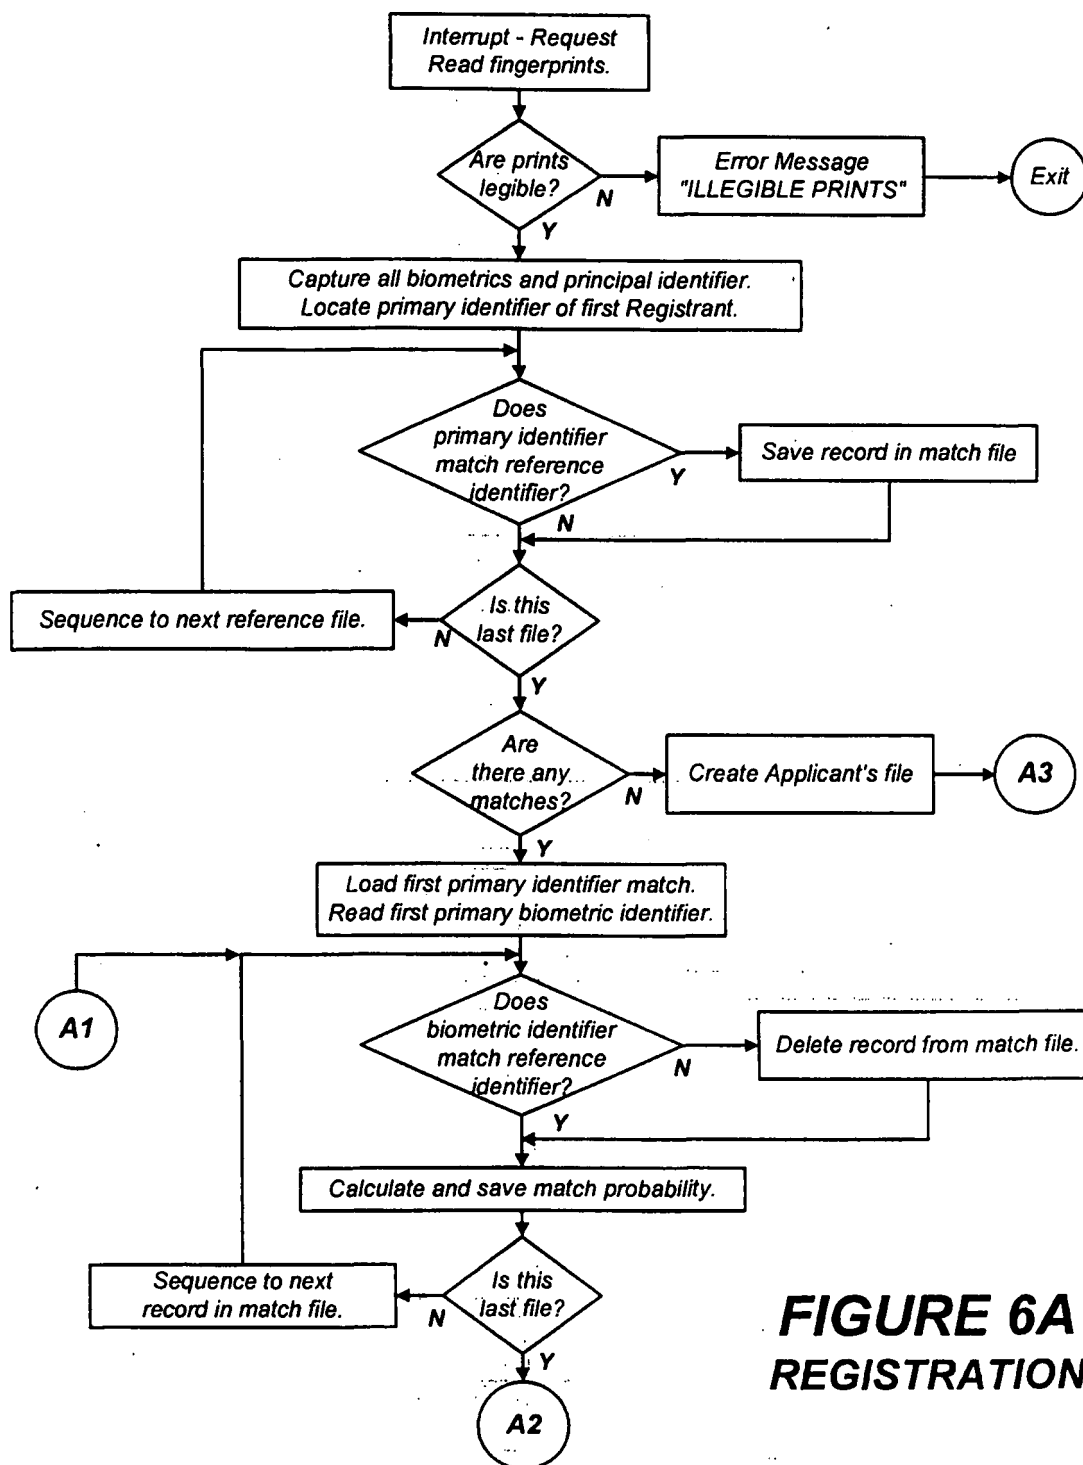 Interrupt - Request
Read fingerprints.
Are prints
legible?
N
Error Message
"ILLEGIBLE PRINTS"
Exit
Y
Capture all biometrics and principal identifier.
Locate primary identifier of first Registrant.
Does
primary identifier
match reference
identifier?
Y
Save record in match file
N
Sequence to next reference file.
N
Is this
last file?
Y
Are
there any
matches?
N
Create Applicant's file
A3
Y
Load first primary identifier match.
Read first primary biometric identifier.
A1
Does
biometric identifier
match reference
identifier?
N
Delete record from match file.
Y
Calculate and save match probability.
Sequence to next
record in match file.
N
Is this
last file?
Y
A2
FIGURE 6A
REGISTRATION